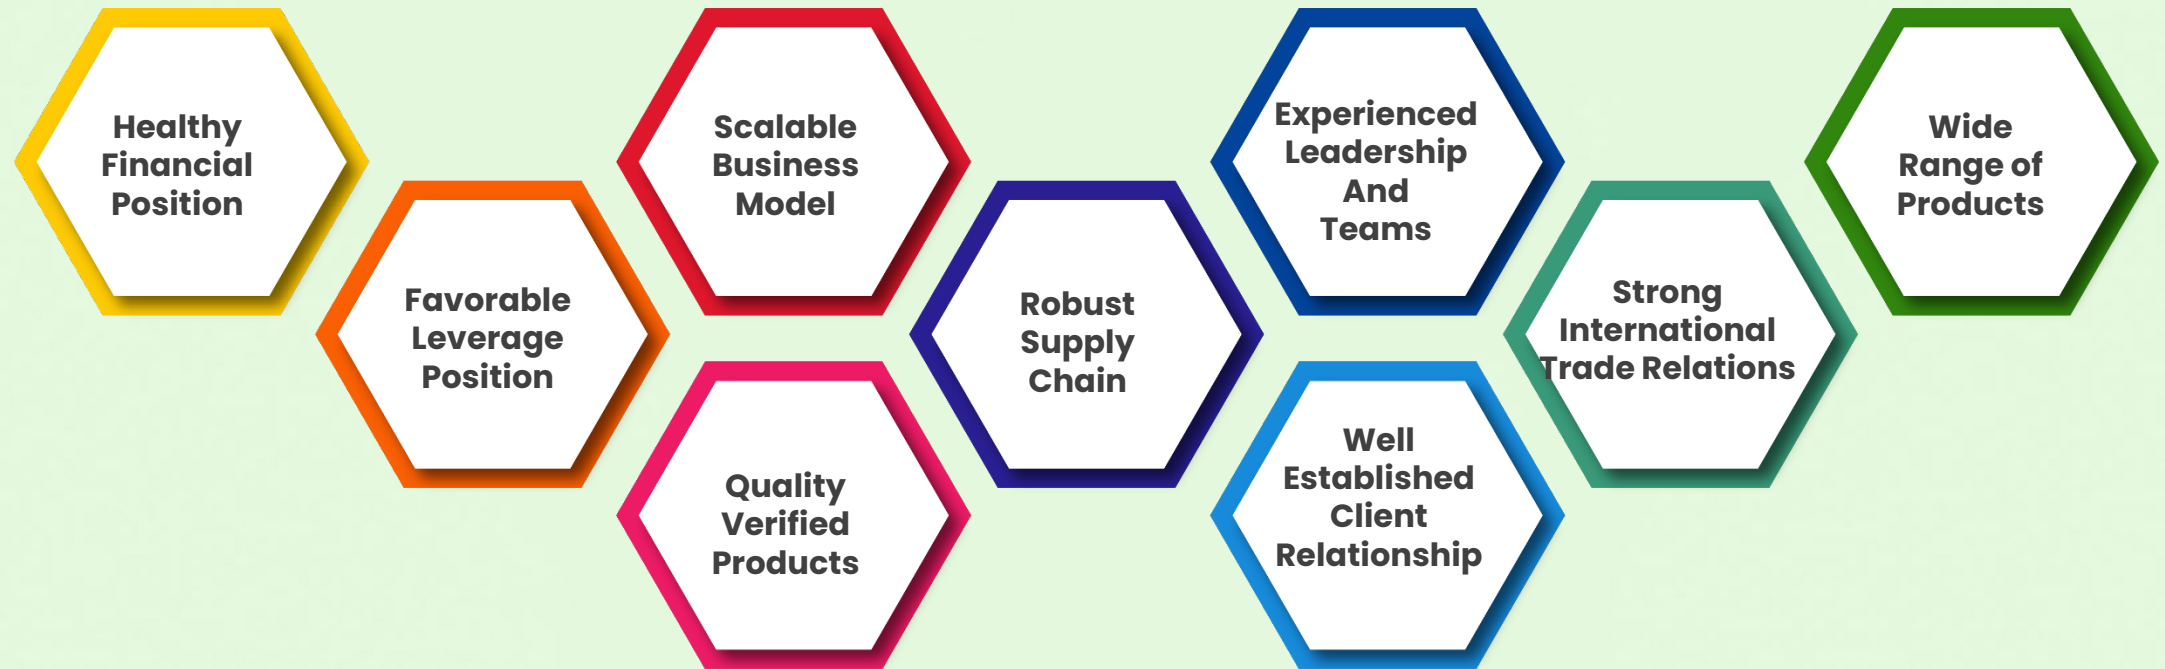 Healthy
Financial
Position
Favorable
Leverage
Position
Scalable
Business
Model
Quality
Verified
Products
Robust
Supply
Chain
Experienced
Leadership
And
Teams
Well
Established
Client
Relationship
Strong
International
Trade Relations
Wide
Range of
Products